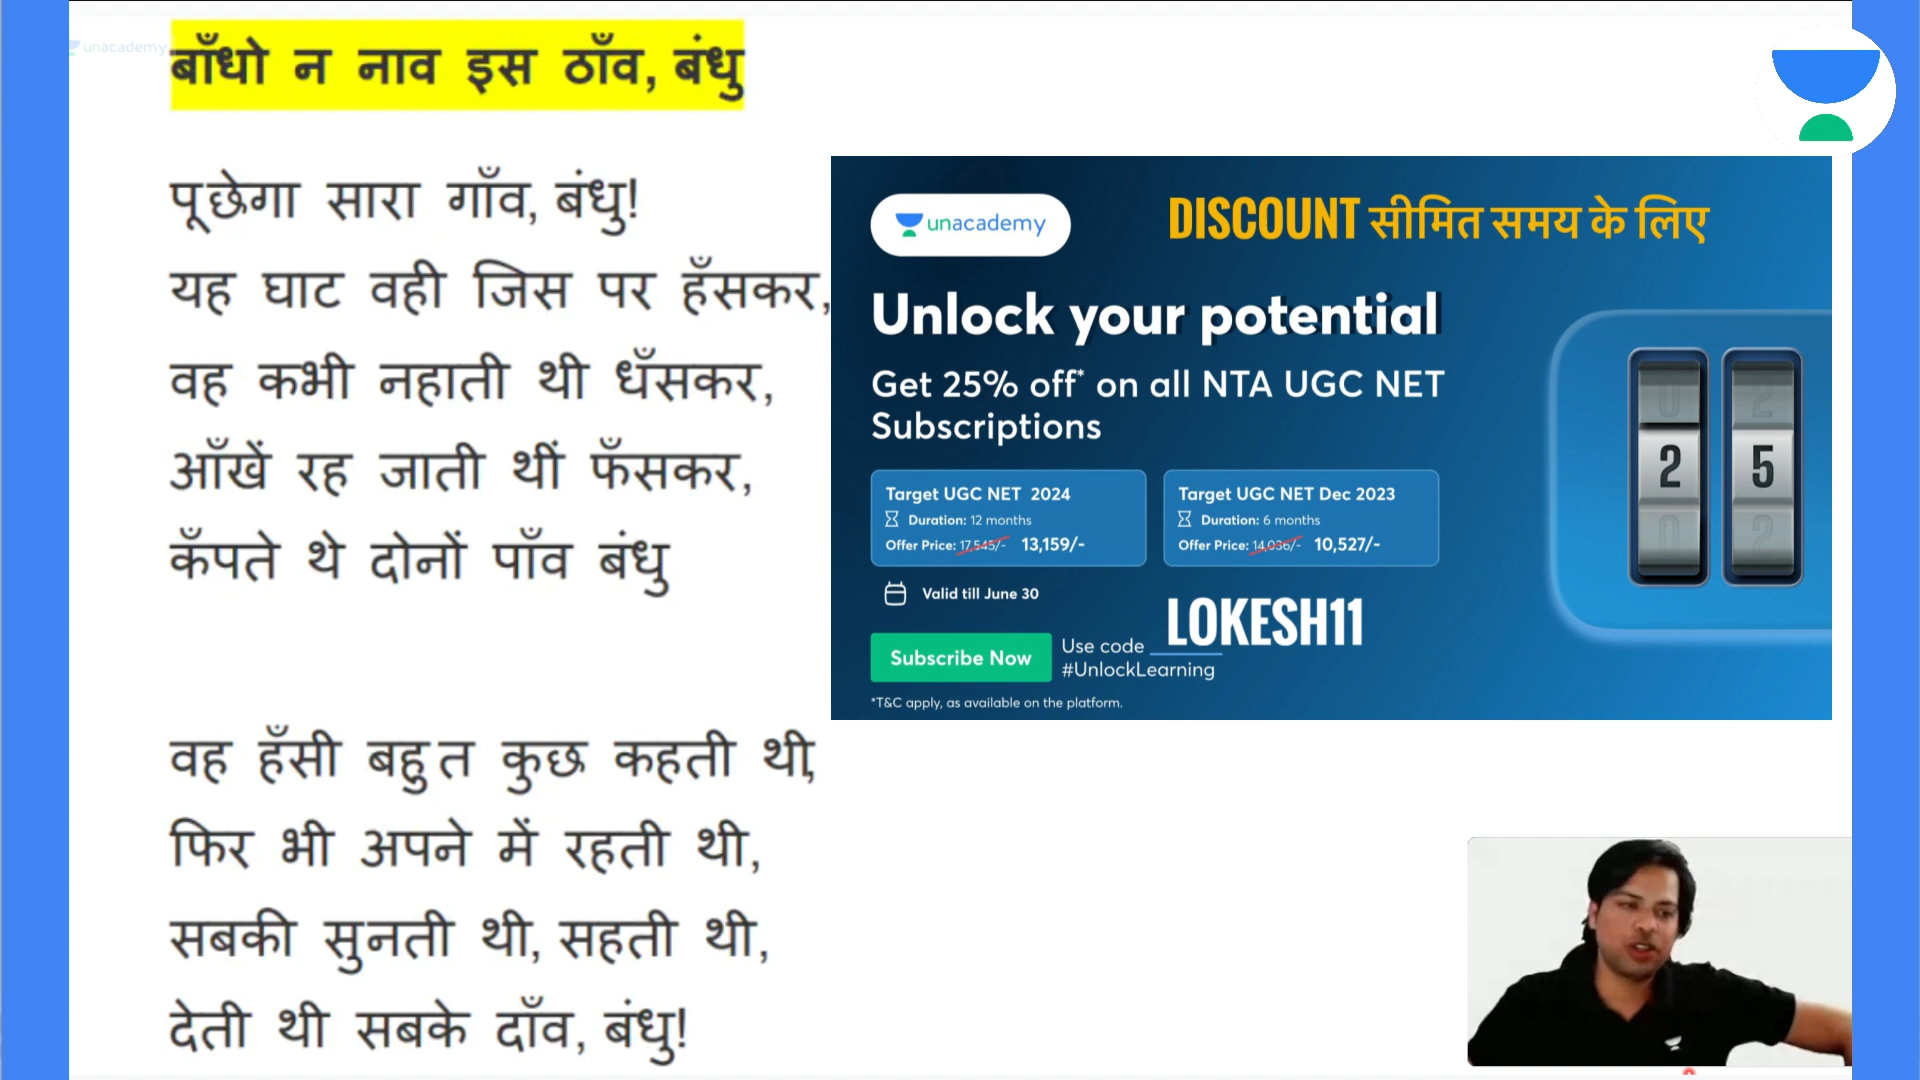 unacademy
बाँधो न नाव इस ठाँव, बंधु
पूछेगा सारा गाँव, बंधु!
यह घाट वही जिस पर हँसकर,
वह कभी नहाती थी धँसकर,
आँखें रह जाती थीं फँसकर,
कँपते थे दोनों पाँव बंधु
वह हँसी बहुत कुछ कहती थी,
फिर भी अपने में रहती थी,
सबकी सुनती थी, सहती थी,
देती थी सबके दाँव, बंधु!
unacademy
DISCOUNT सीमित समय के लिए
Unlock your potential
Get 25% off* on all NTA UGC NET
Subscriptions
Target UGC NET 2024
Duration: 12 months
Offer Price: 17,545/- 13,159/-
Target UGC NET Dec 2023
Duration: 6 months
Offer Price: 14,036/- 10,527/-
Valid till June 30
Subscribe Now
Use code LOKESH11
#UnlockLearning
*T&C apply, as available on the platform.
0 2
2 5
0 2